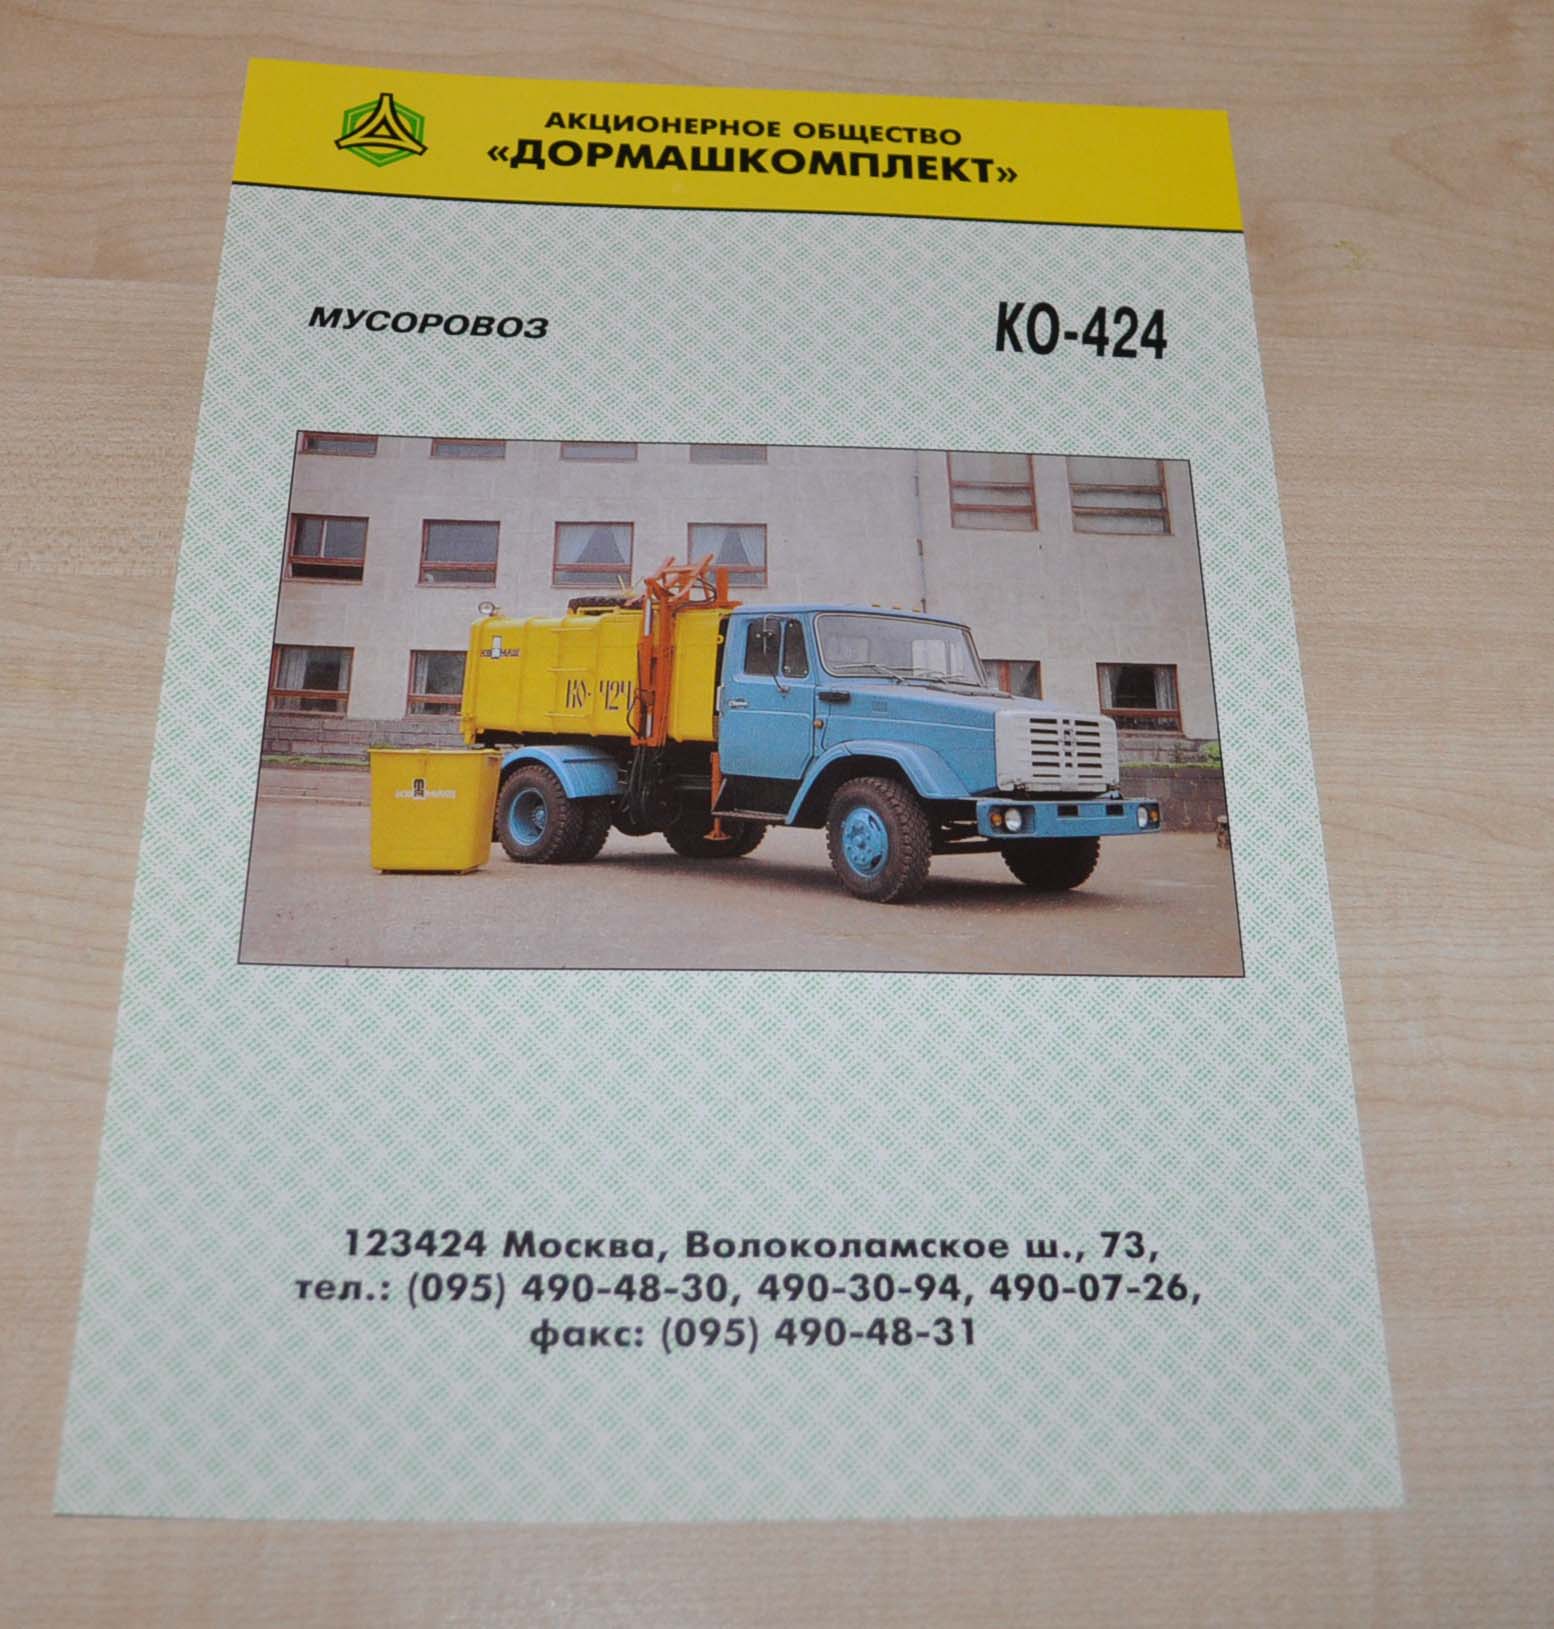 АКЦИОНЕРНОЕ ОБЩЕСТВО
«ДОРМАШКОМПЛЕКТ»
МУСОРОВОЗ
КО-424
КО-424
123424 Москва, Волоколамское ш., 73,
тел.: (095) 490-48-30, 490-30-94, 490-07-26,
факс: (095) 490-48-31